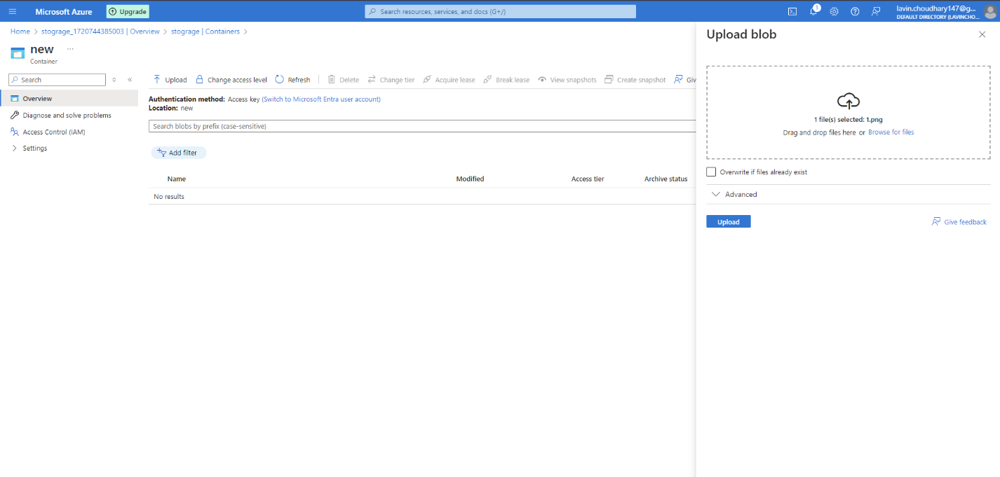 Microsoft Azure
Upgrade
Search resources, services, and docs (G+/)
3
lavin.choudhary147@g...
DEFAULT DIRECTORY (LAVINCHO...
Home > stograge_1720744385003 | Overview > stograge | Containers >
new ...
Container
Search
Overview
Diagnose and solve problems
Access Control (IAM)
Settings
Upload Change access level Refresh Delete Change tier Acquire lease Break lease View snapshots Create snapshot Giv
Authentication method: Access key (Switch to Microsoft Entra user account)
Location: new
Search blobs by prefix (case-sensitive)
Add filter
Name Modified Access tier Archive status
No results
Upload blob
1 file(s) selected: 1.png
Drag and drop files here or Browse for files
Overwrite if files already exist
Advanced
Upload Give feedback